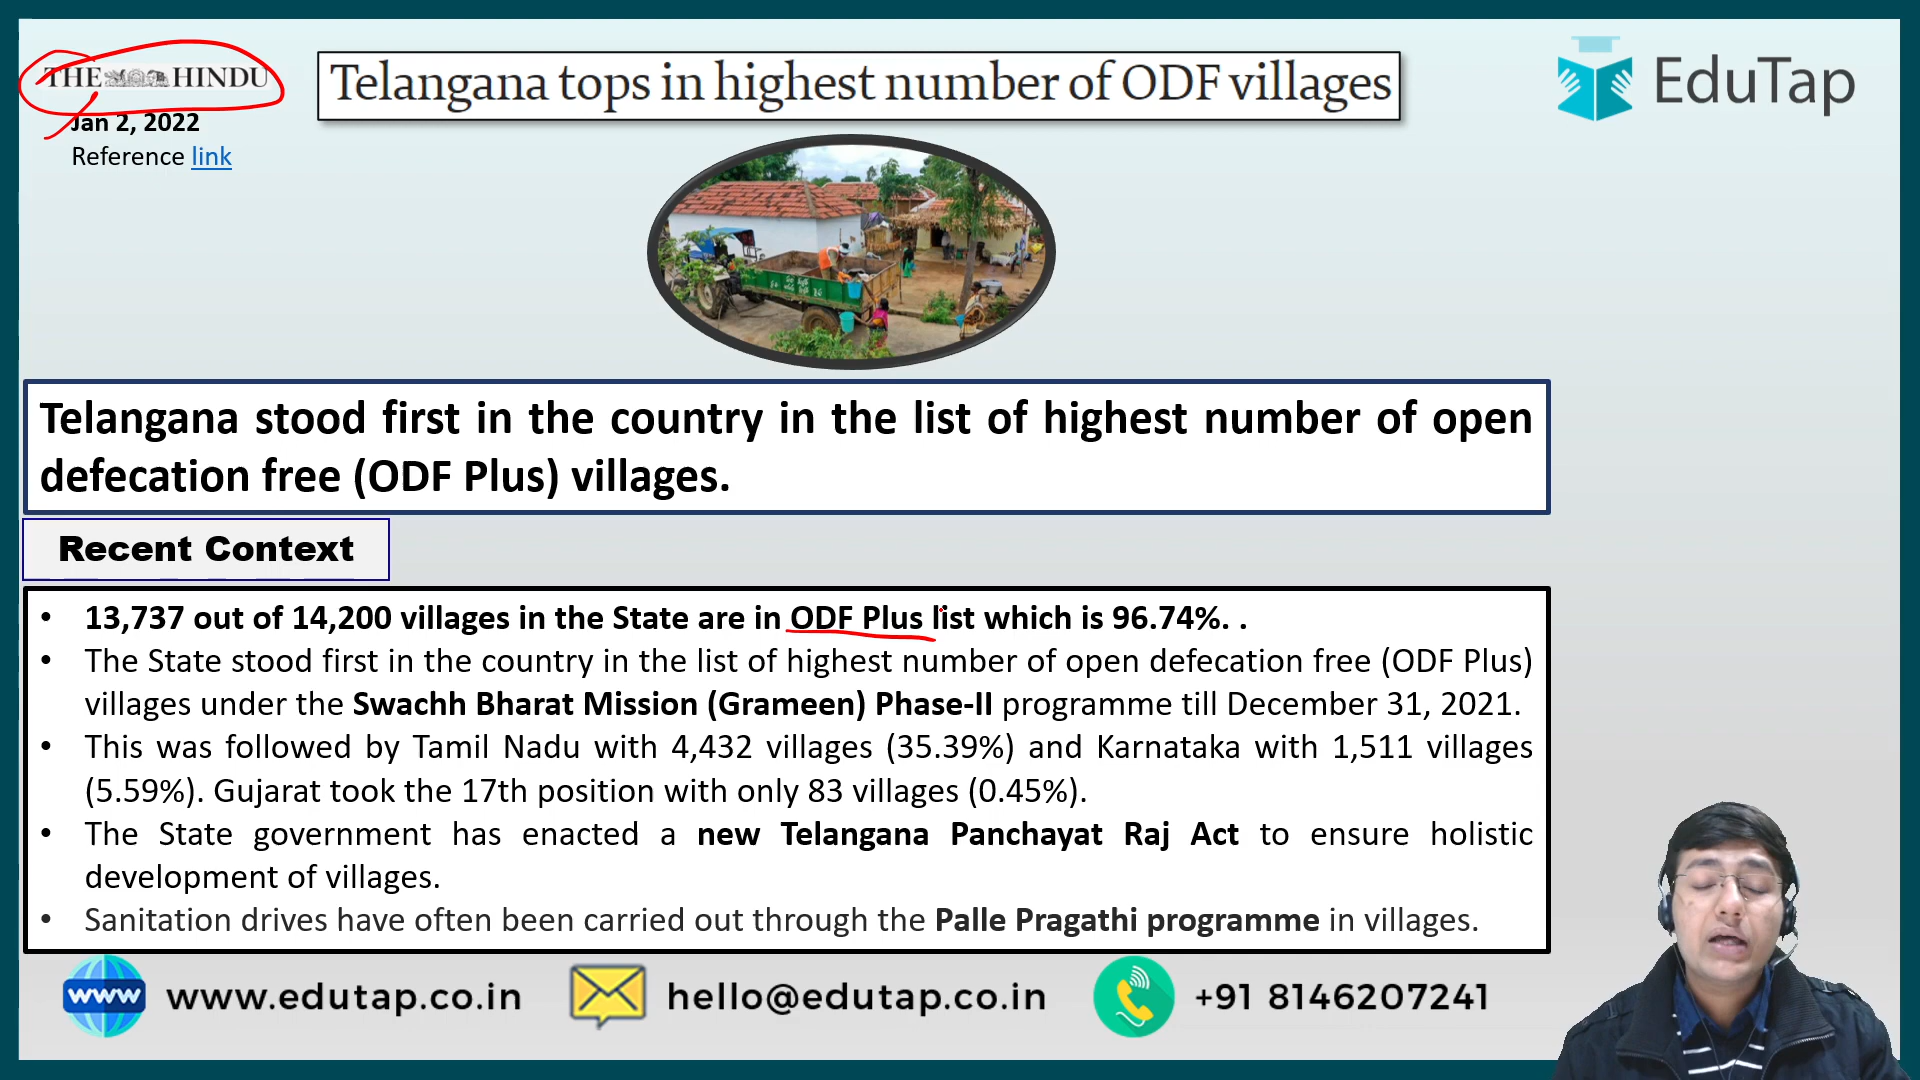 THE HINDU
Telangana tops in highest number of ODF villages
EduTap
Jan 2, 2022
Reference link
Telangana stood first in the country in the list of highest number of open
defecation free (ODF Plus) villages.
Recent Context
• 13,737 out of 14,200 villages in the State are in ODF Plus list which is 96.74%. .
• The State stood first in the country in the list of highest number of open defecation free (ODF Plus)
villages under the Swachh Bharat Mission (Grameen) Phase-II programme till December 31, 2021.
• This was followed by Tamil Nadu with 4,432 villages (35.39%) and Karnataka with 1,511 villages
(5.59%). Gujarat took the 17th position with only 83 villages (0.45%).
• The State government has enacted a new Telangana Panchayat Raj Act to ensure holistic
development of villages.
• Sanitation drives have often been carried out through the Palle Pragathi programme in villages.
www www.edutap.co.in hello@edutap.co.in +91 8146207241